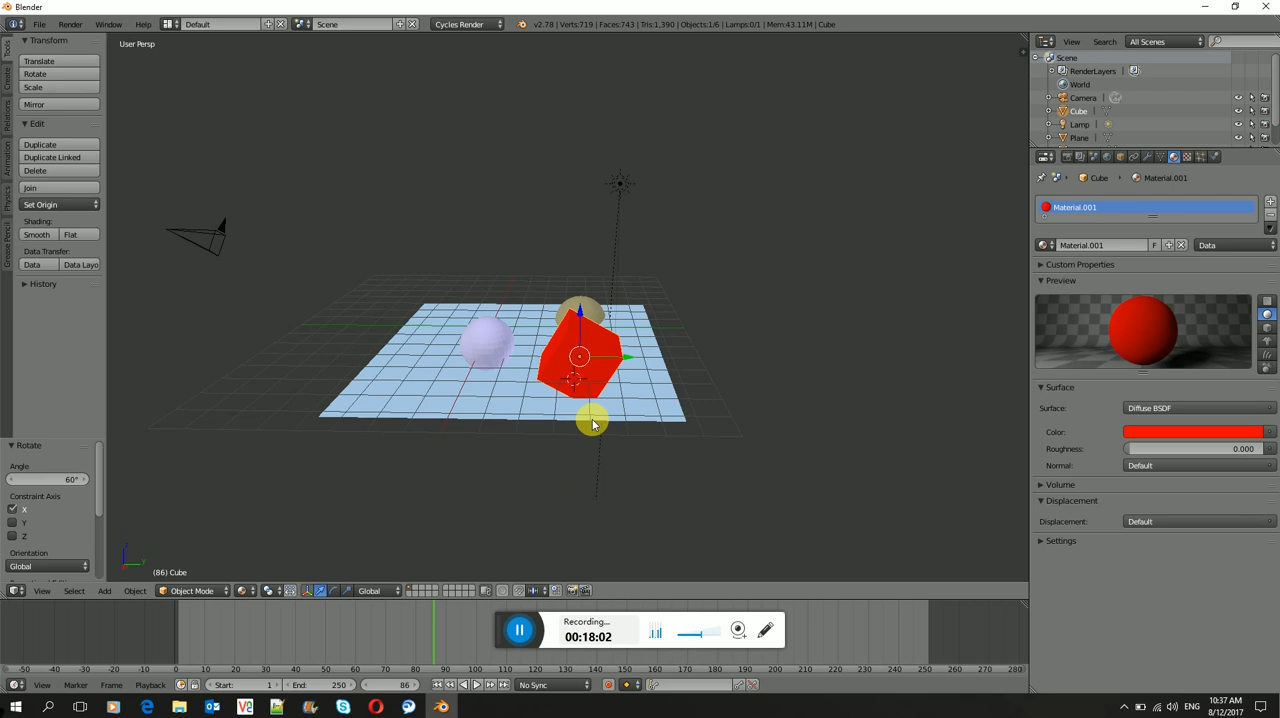 Blender
File Render Window Help Default Scene Cycles Render v2.78 | Verts:719 | Faces:743 | Tris:1,390 | Objects:1/6 | Lamps:0/1 | Mem:43.11M | Cube
Tools
Create
Relations
Animation
Physics
Grease Pencil
Transform
Translate
Rotate
Scale
Mirror
Edit
Duplicate
Duplicate Linked
Delete
Join
Set Origin
Shading:
Smooth Flat
Data Transfer:
Data Data Layo
History
Rotate
Angle
60°
Constraint Axis
X
Y
Z
Orientation
Global
User Persp
(86) Cube
View Select Add Object Object Mode Global
View Search All Scenes
Scene
RenderLayers
World
Camera
Cube
Lamp
Plane
Cube Material.001
Material.001
Material.001 F Data
Custom Properties
Preview
Surface
Surface: Diffuse BSDF
Color:
Roughness: 0.000
Normal: Default
Volume
Displacement
Displacement: Default
Settings
Recording...
00:18:02
-50 -40 -30 -20 -10 0 10 20 30 40 50 60 70 80 90 100 110 120 130 140 150 160 170 180 190 200 210 220 230 240 250 260 270 280
View Marker Frame Playback Start: 1 End: 250 86 No Sync
ENG
10:37 AM
8/12/2017